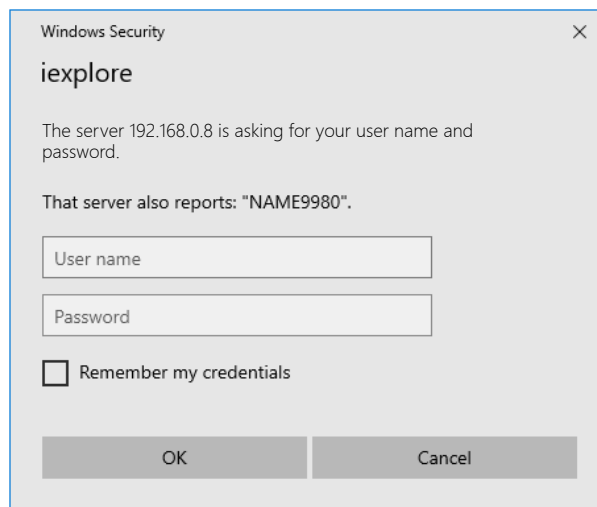 Windows Security
iexplore
The server 192.168.0.8 is asking for your user name and
password.
That server also reports: "NAME9980".
User name
Password
Remember my credentials
OK
Cancel